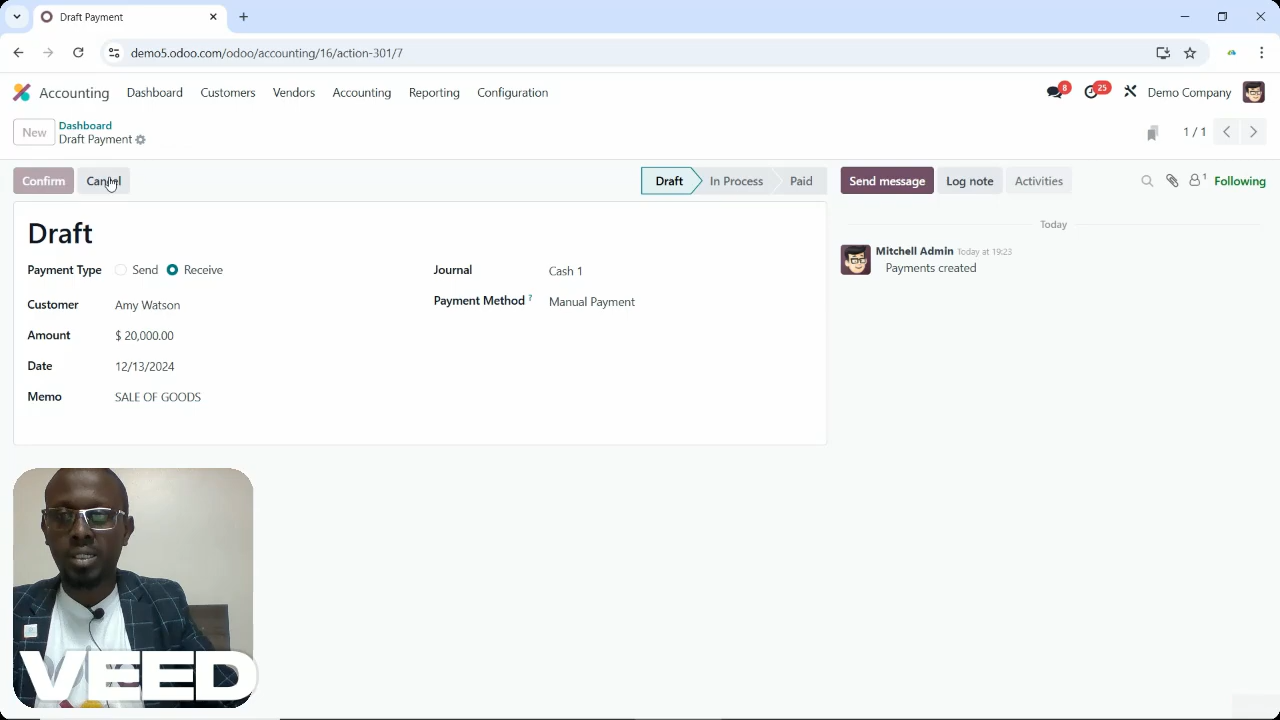 Draft Payment
demo5.odoo.com/odoo/accounting/16/action-301/7
Accounting Dashboard Customers Vendors Accounting Reporting Configuration 8 25 Demo Company
New Dashboard
Draft Payment 1 / 1
Confirm Cancel Draft In Process Paid Send message Log note Activities 1 Following
Draft
Today
Payment Type Send Receive
Journal Cash 1
Mitchell Admin Today at 19:23
Payments created
Customer Amy Watson
Payment Method ? Manual Payment
Amount $ 20,000.00
Date 12/13/2024
Memo SALE OF GOODS
VEED